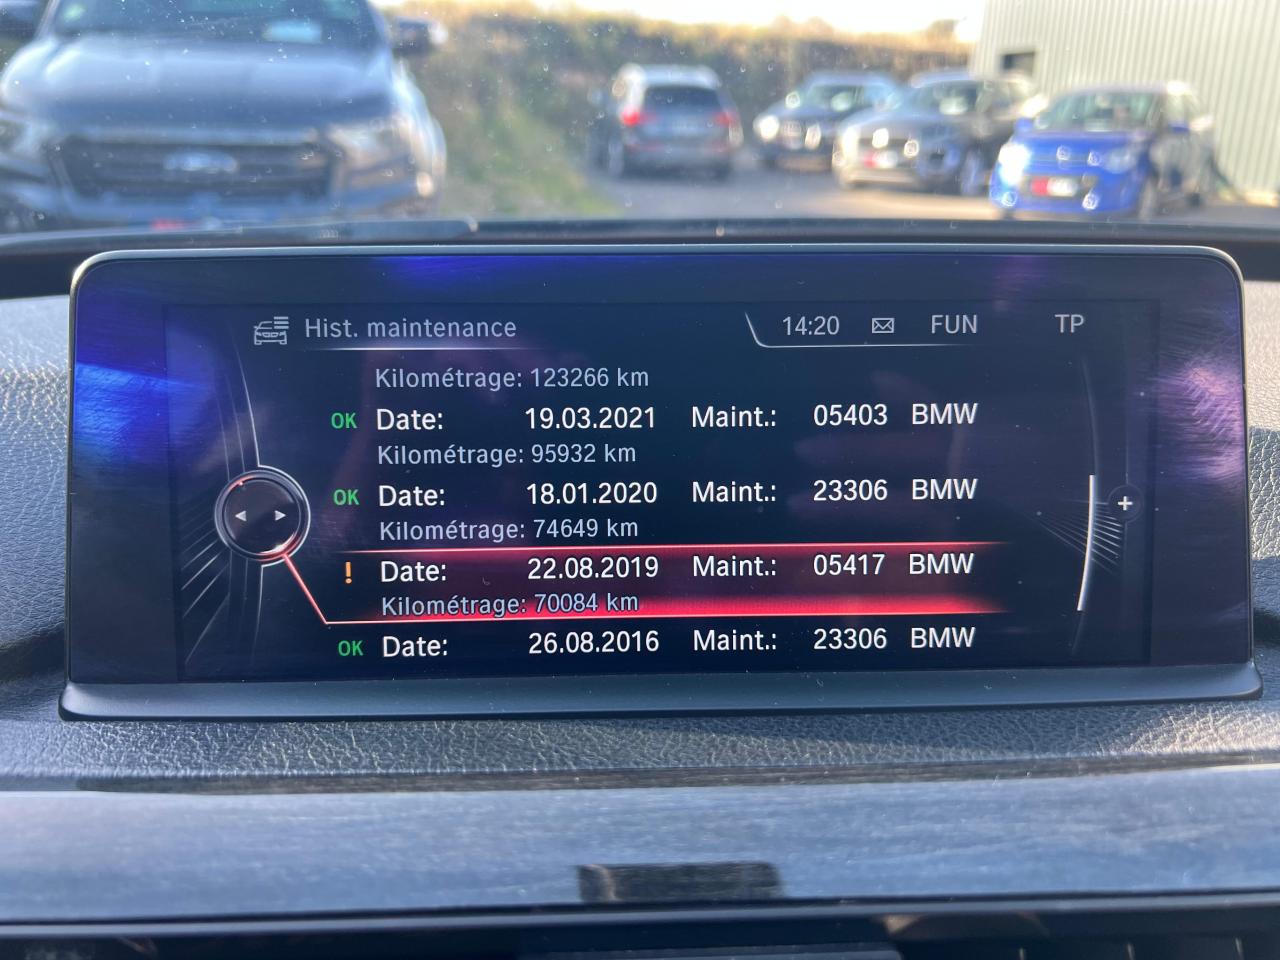 Hist. maintenance 14:20 FUN TP
Kilométrage: 123266 km
OK Date: 19.03.2021 Maint.: 05403 BMW
Kilométrage: 95932 km
OK Date: 18.01.2020 Maint.: 23306 BMW
Kilométrage: 74649 km
! Date: 22.08.2019 Maint.: 05417 BMW
Kilométrage: 70084 km
OK Date: 26.08.2016 Maint.: 23306 BMW
+